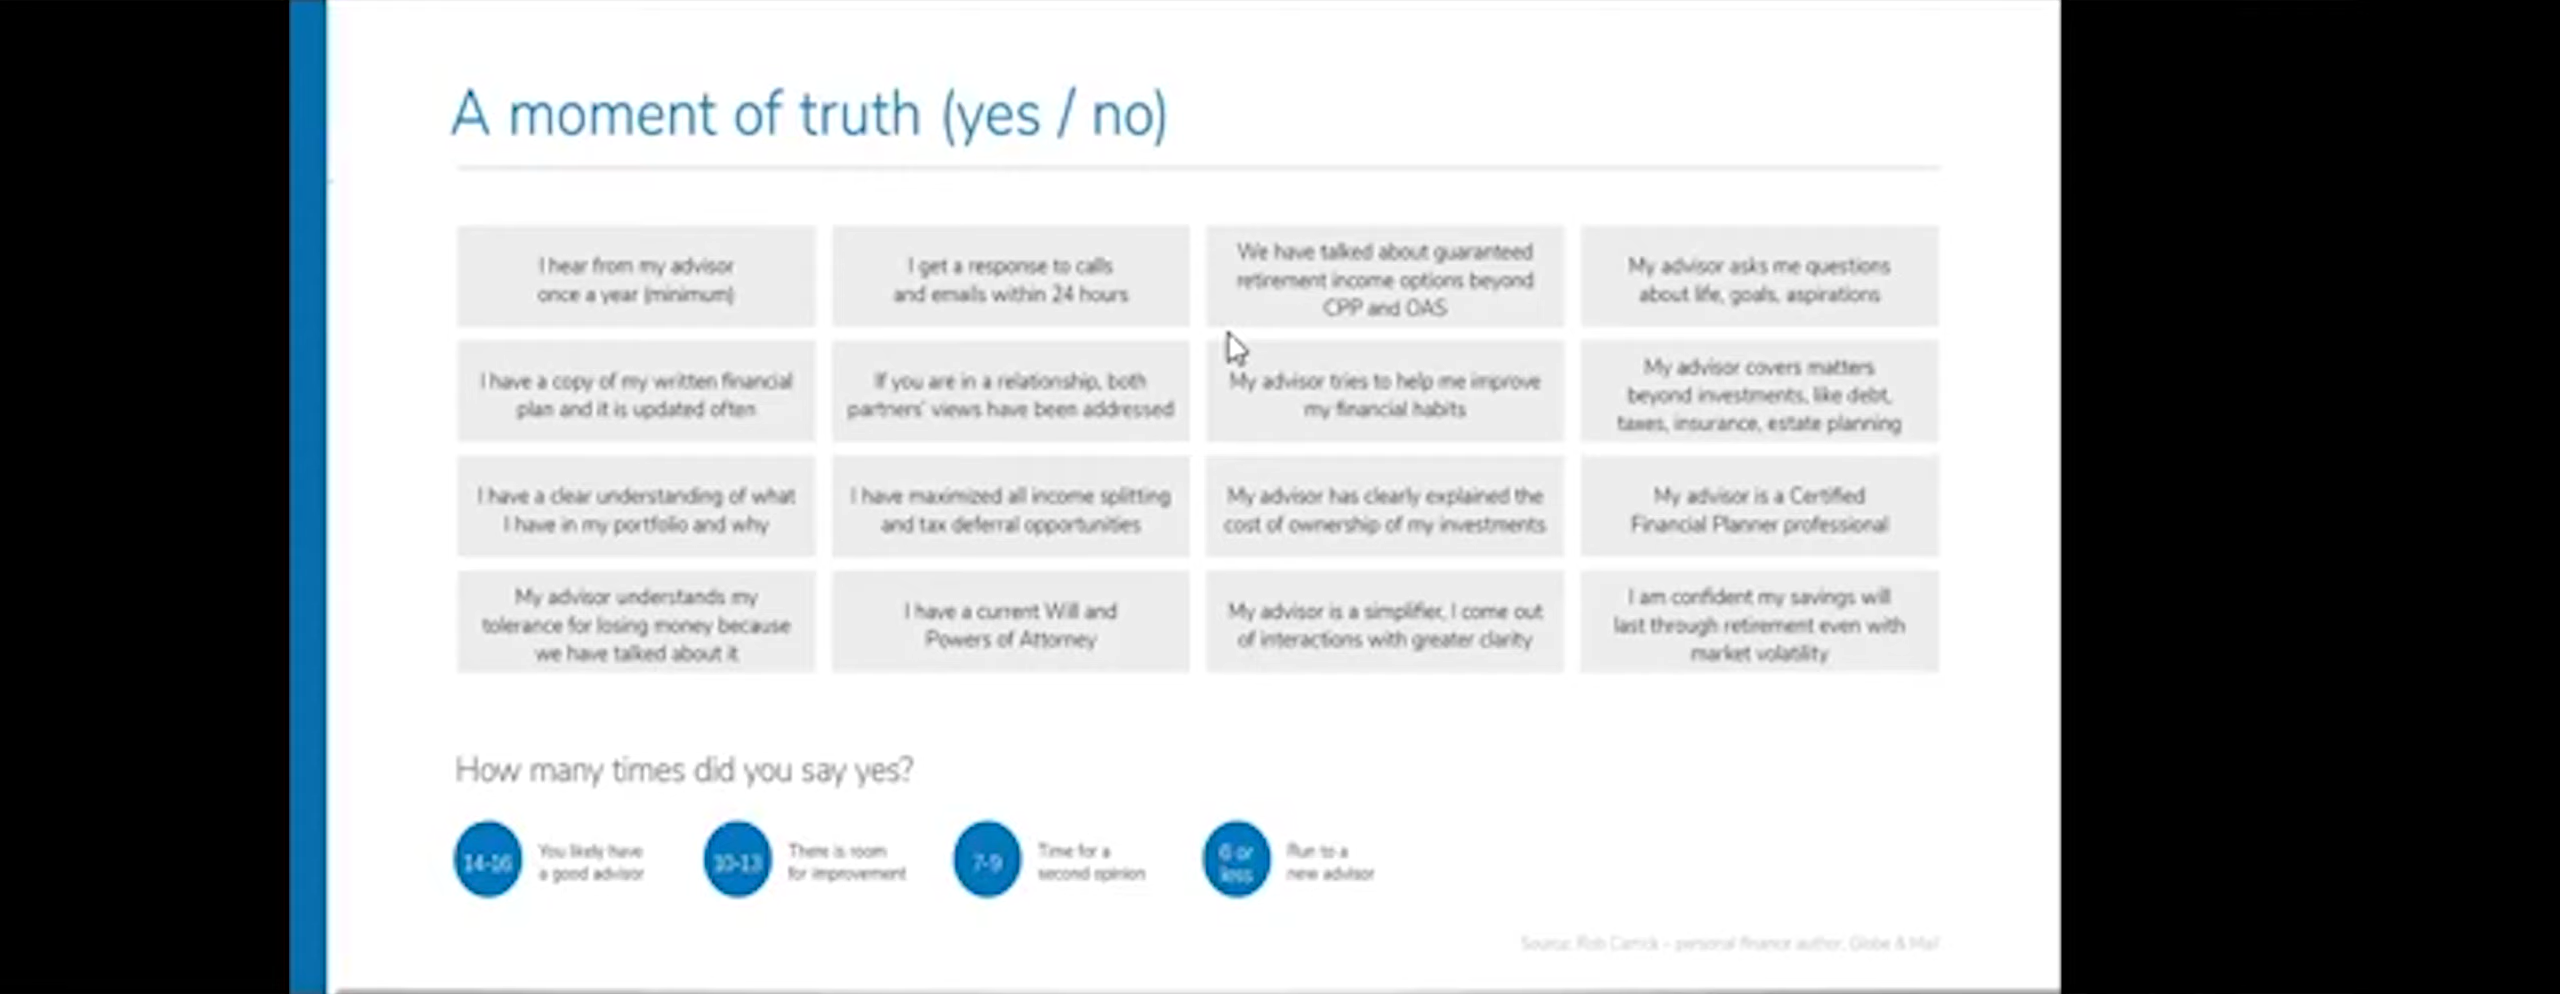 A moment of truth (yes / no)
I hear from my advisor
once a year (minimum)
I get a response to calls
and emails within 24 hours
We have talked about guaranteed
retirement income options beyond
CPP and OAS
My advisor asks me questions
about life, goals, aspirations
I have a copy of my written financial
plan and it is updated often
If you are in a relationship, both
partners' views have been addressed
My advisor tries to help me improve
my financial habits
My advisor covers matters
beyond investments, like debt,
taxes, insurance, estate planning
I have a clear understanding of what
I have in my portfolio and why
I have maximized all income splitting
and tax deferral opportunities
My advisor has clearly explained the
cost of ownership of my investments
My advisor is a Certified
Financial Planner professional
My advisor understands my
tolerance for losing money because
we have talked about it
I have a current Will and
Powers of Attorney
My advisor is a simplifier, I come out
of interactions with greater clarity
I am confident my savings will
last through retirement even with
market volatility
How many times did you say yes?
14-16
You likely have
a good advisor
10-13
There is room
for improvement
7-9
Time for a
second opinion
6 or
less
Run to a
new advisor
Source: Rob Carrick – personal finance author, Globe & Mail